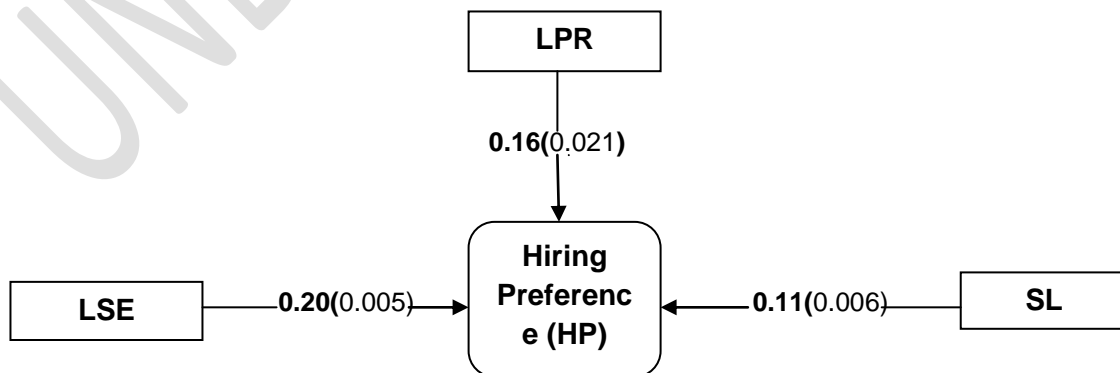 LPR
0.16(0.021)
Hiring
Preferenc
e (HP)
LSE
0.20(0.005)
0.11(0.006)
SL